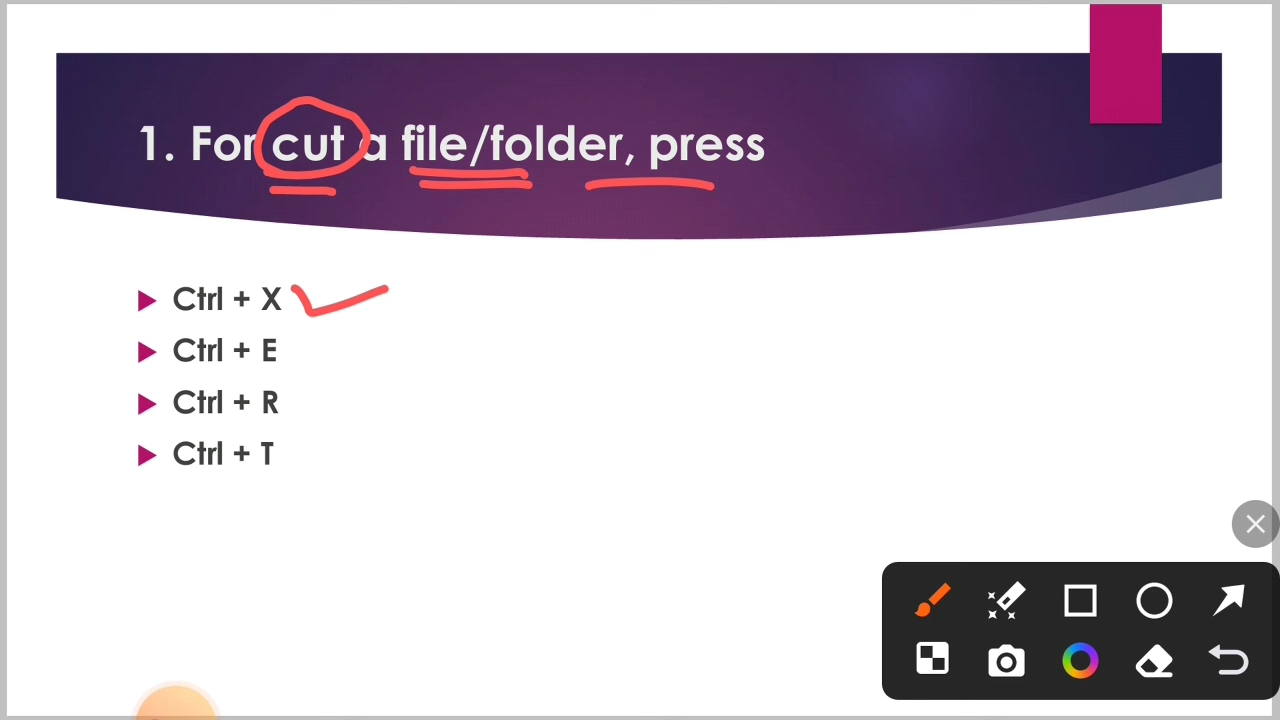 1. For cut a file/folder, press
Ctrl + X
Ctrl + E
Ctrl + R
Ctrl + T